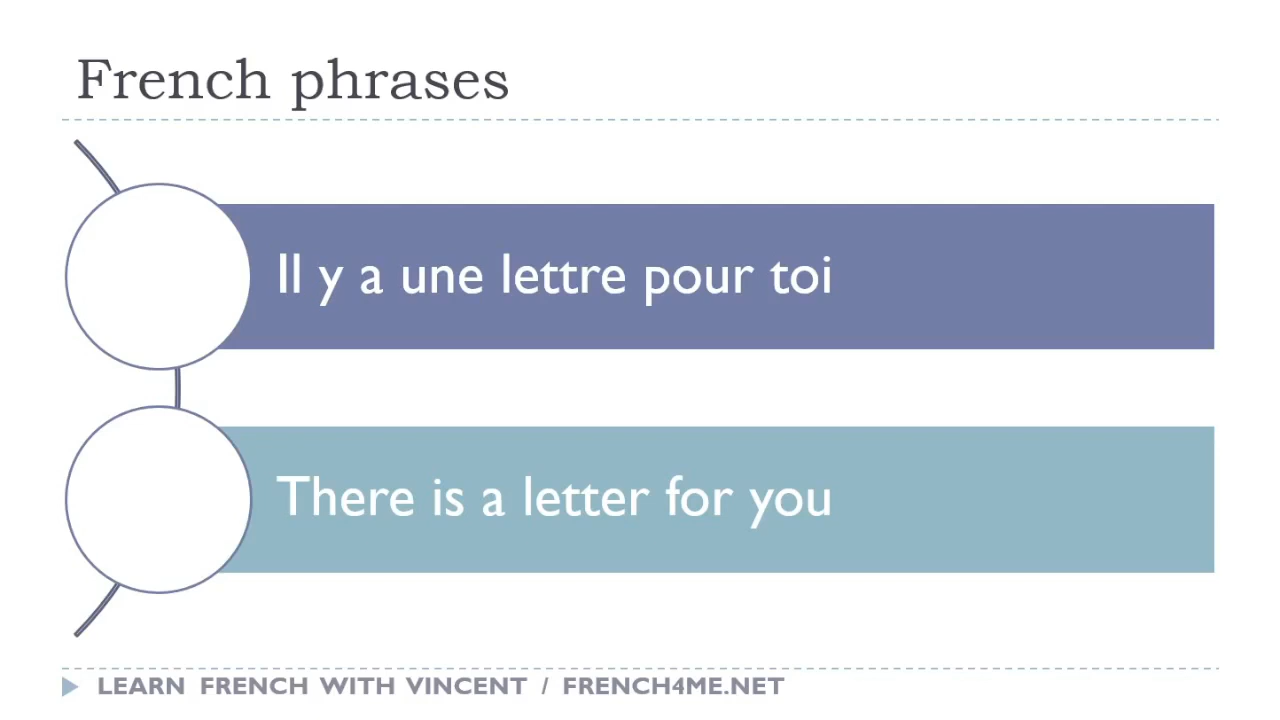 French phrases
Il y a une lettre pour toi
There is a letter for you
LEARN FRENCH WITH VINCENT / FRENCH4ME.NET